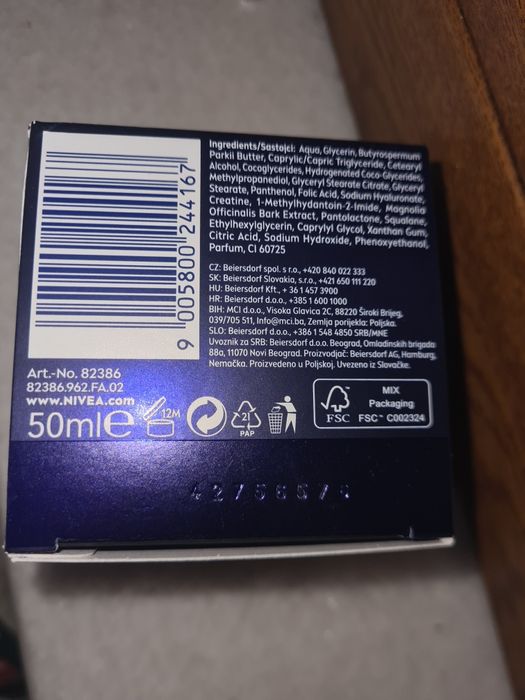 Ingredients/Sastojci: Aqua, Glycerin, Butyrospermum
Parkii Butter, Caprylic/Capric Triglyceride, Cetearyl
Alcohol, Cocoglycerides, Hydrogenated Coco-Glycerides,
Methylpropanediol, Glyceryl Stearate Citrate, Glyceryl
Stearate, Panthenol, Folic Acid, Sodium Hyaluronate,
Creatine, 1-Methylhydantoin-2-Imide, Magnolia
Officinalis Bark Extract, Pantolactone, Squalane,
Ethylhexylglycerin, Caprylyl Glycol, Xanthan Gum,
Citric Acid, Sodium Hydroxide, Phenoxyethanol,
Parfum, CI 60725
CZ: Beiersdorf spol. s r.o., +420 840 022 333
SK: Beiersdorf Slovakia, s.r.o., +421 650 111 220
HU: Beiersdorf Kft., + 36 1 457 3900
HR: Beiersdorf d.o.o., +385 1 600 1000
BIH: MCI d.o.o., Visoka Glavica 2C, 88220 Široki Brijeg,
039/705 511, Info@mci.ba, Zemlja porijekla: Poljska.
SLO: Beiersdorf d.o.o., +386 1 548 4850 SRB/MNE:
Uvoznik za SRB: Beiersdorf d.o.o. Beograd, Omladinskih brigada
88a, 11070 Novi Beograd. Proizvođač: Beiersdorf AG, Hamburg,
Nemačka. Proizvedeno u Poljskoj. Uvezeno iz Slovačke.
9 005800 244167
Art.-No. 82386
82386.962.FA.02
www.NIVEA.com
50ml e
12M
21
PAP
FSC
MIX
Packaging
FSC™ C002324